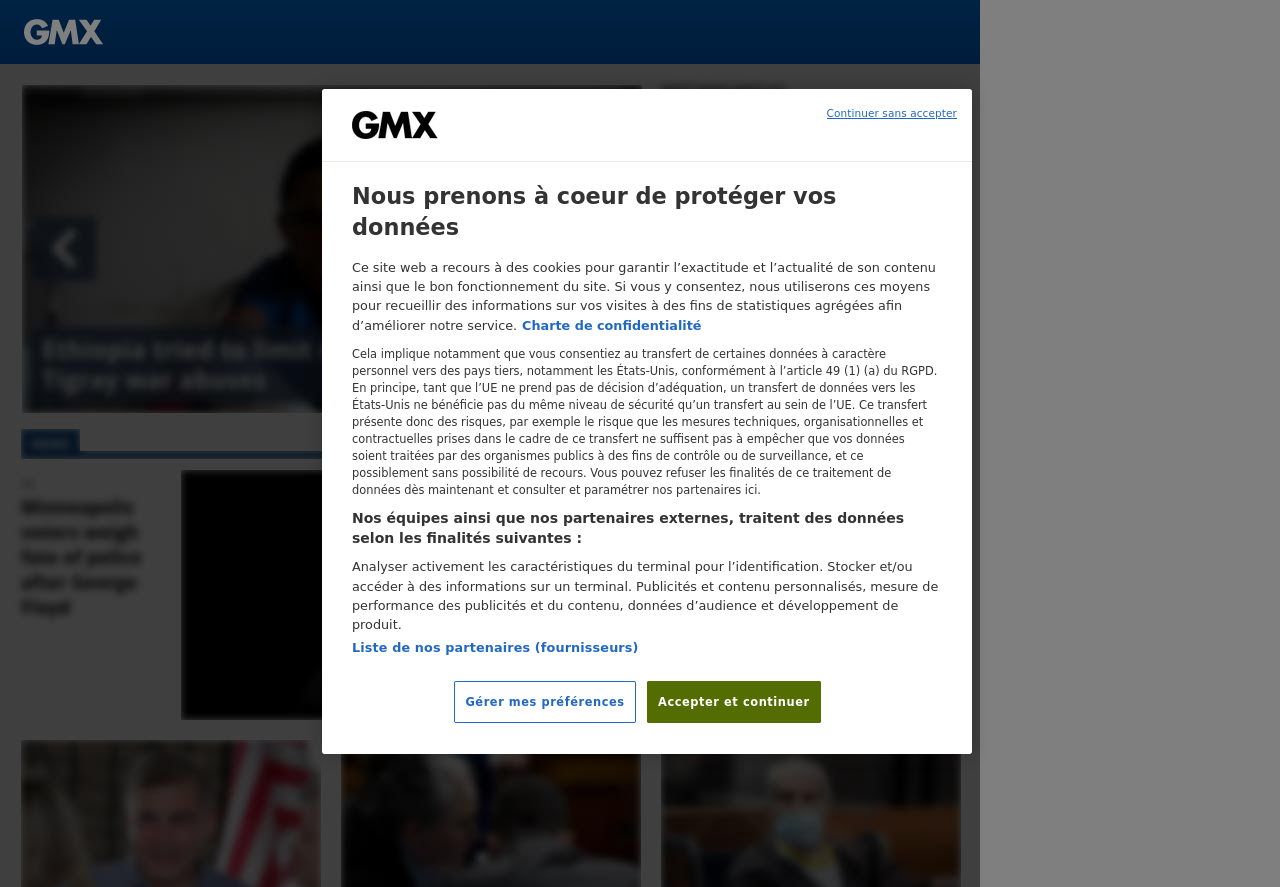 GMX
GMX
Continuer sans accepter
Nous prenons à coeur de protéger vos
données
Ce site web a recours à des cookies pour garantir l’exactitude et l’actualité de son contenu
ainsi que le bon fonctionnement du site. Si vous y consentez, nous utiliserons ces moyens
pour recueillir des informations sur vos visites à des fins de statistiques agrégées afin
d’améliorer notre service. Charte de confidentialité
Cela implique notamment que vous consentiez au transfert de certaines données à caractère
personnel vers des pays tiers, notamment les États-Unis, conformément à l’article 49 (1) (a) du RGPD.
En principe, tant que l’UE ne prend pas de décision d’adéquation, un transfert de données vers les
États-Unis ne bénéficie pas du même niveau de sécurité qu’un transfert au sein de l’UE. Ce transfert
présente donc des risques, par exemple le risque que les mesures techniques, organisationnelles et
contractuelles prises dans le cadre de ce transfert ne suffisent pas à empêcher que vos données
soient traitées par des organismes publics à des fins de contrôle ou de surveillance, et ce
possiblement sans possibilité de recours. Vous pouvez refuser les finalités de ce traitement de
données dès maintenant et consulter et paramétrer nos partenaires ici.
Nos équipes ainsi que nos partenaires externes, traitent des données
selon les finalités suivantes :
Analyser activement les caractéristiques du terminal pour l’identification. Stocker et/ou
accéder à des informations sur un terminal. Publicités et contenu personnalisés, mesure de
performance des publicités et du contenu, données d’audience et développement de
produit.
Liste de nos partenaires (fournisseurs)
Gérer mes préférences
Accepter et continuer
Ethiopia tried to limit
Tigray war abuses
Minneapolis
voters weigh
fate of police
after George
Floyd